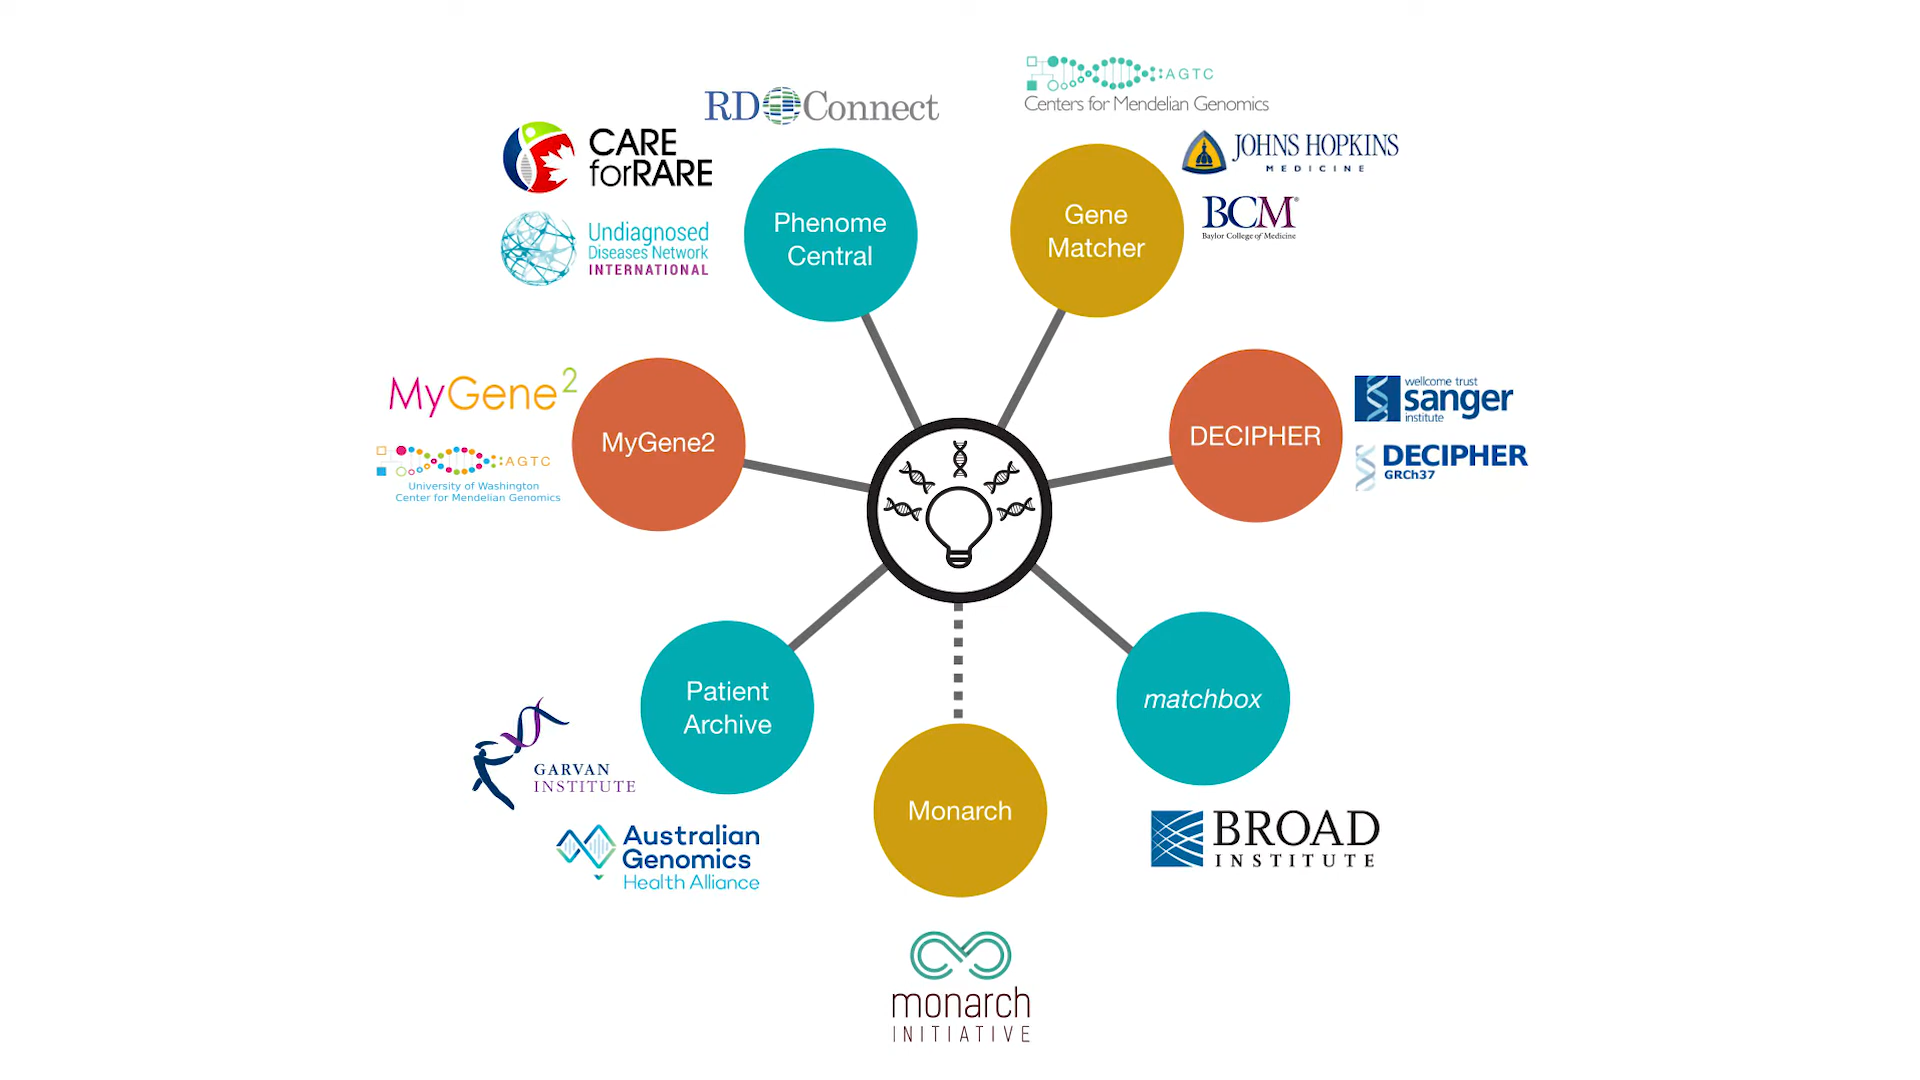 AGTC
Centers for Mendelian Genomics
RD Connect
CARE
forRARE
JOHNS HOPKINS
MEDICINE
BCM®
Baylor College of Medicine
Undiagnosed
Diseases Network
INTERNATIONAL
Phenome
Central
Gene
Matcher
MyGene2
AGTC
University of Washington
Center for Mendelian Genomics
MyGene2
DECIPHER
wellcome trust
sanger
institute
DECIPHER
GRCh37
Patient
Archive
matchbox
GARVAN
INSTITUTE
Monarch
Australian
Genomics
Health Alliance
BROAD
INSTITUTE
monarch
INITIATIVE